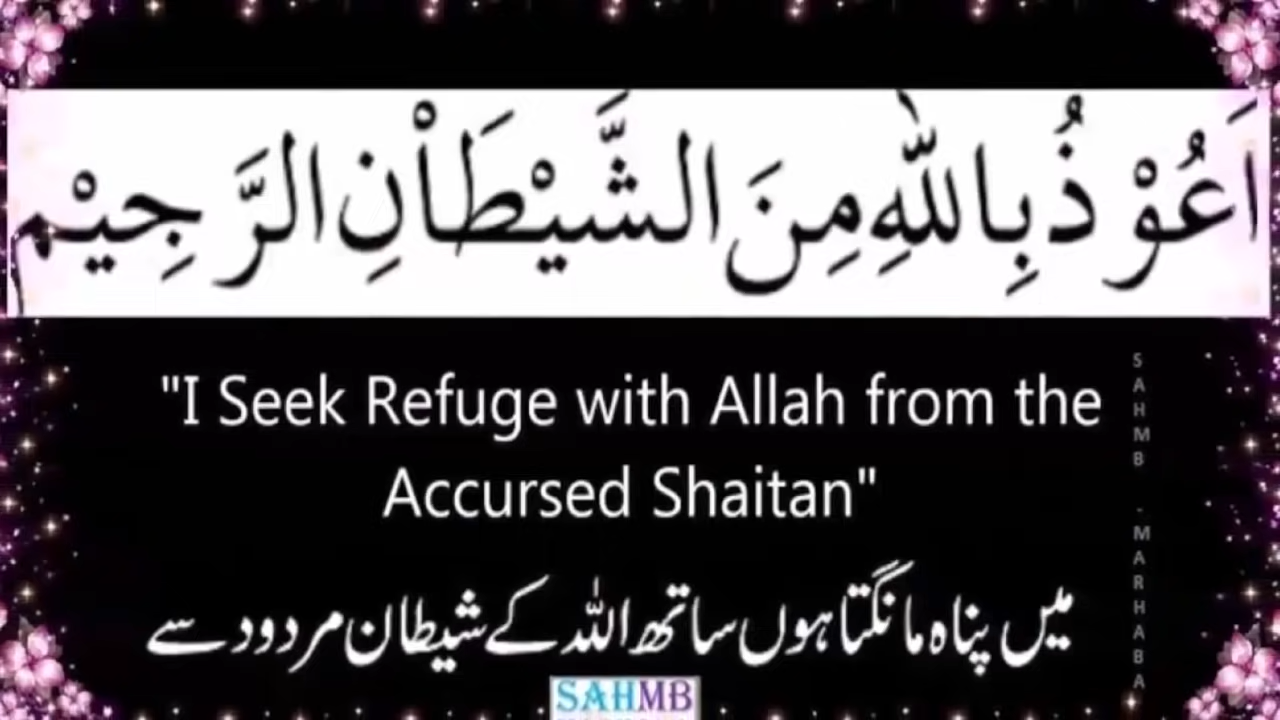 اَعُوْذُ بِاللّٰهِ مِنَ الشَّيْطَاْنِ الرَّجِيْم
"I Seek Refuge with Allah from the
Accursed Shaitan"
میں پناہ مانگتا ہوں ساتھ اللہ کے شیطان مردود سے
SAHMB - MARHABA
SAHMB